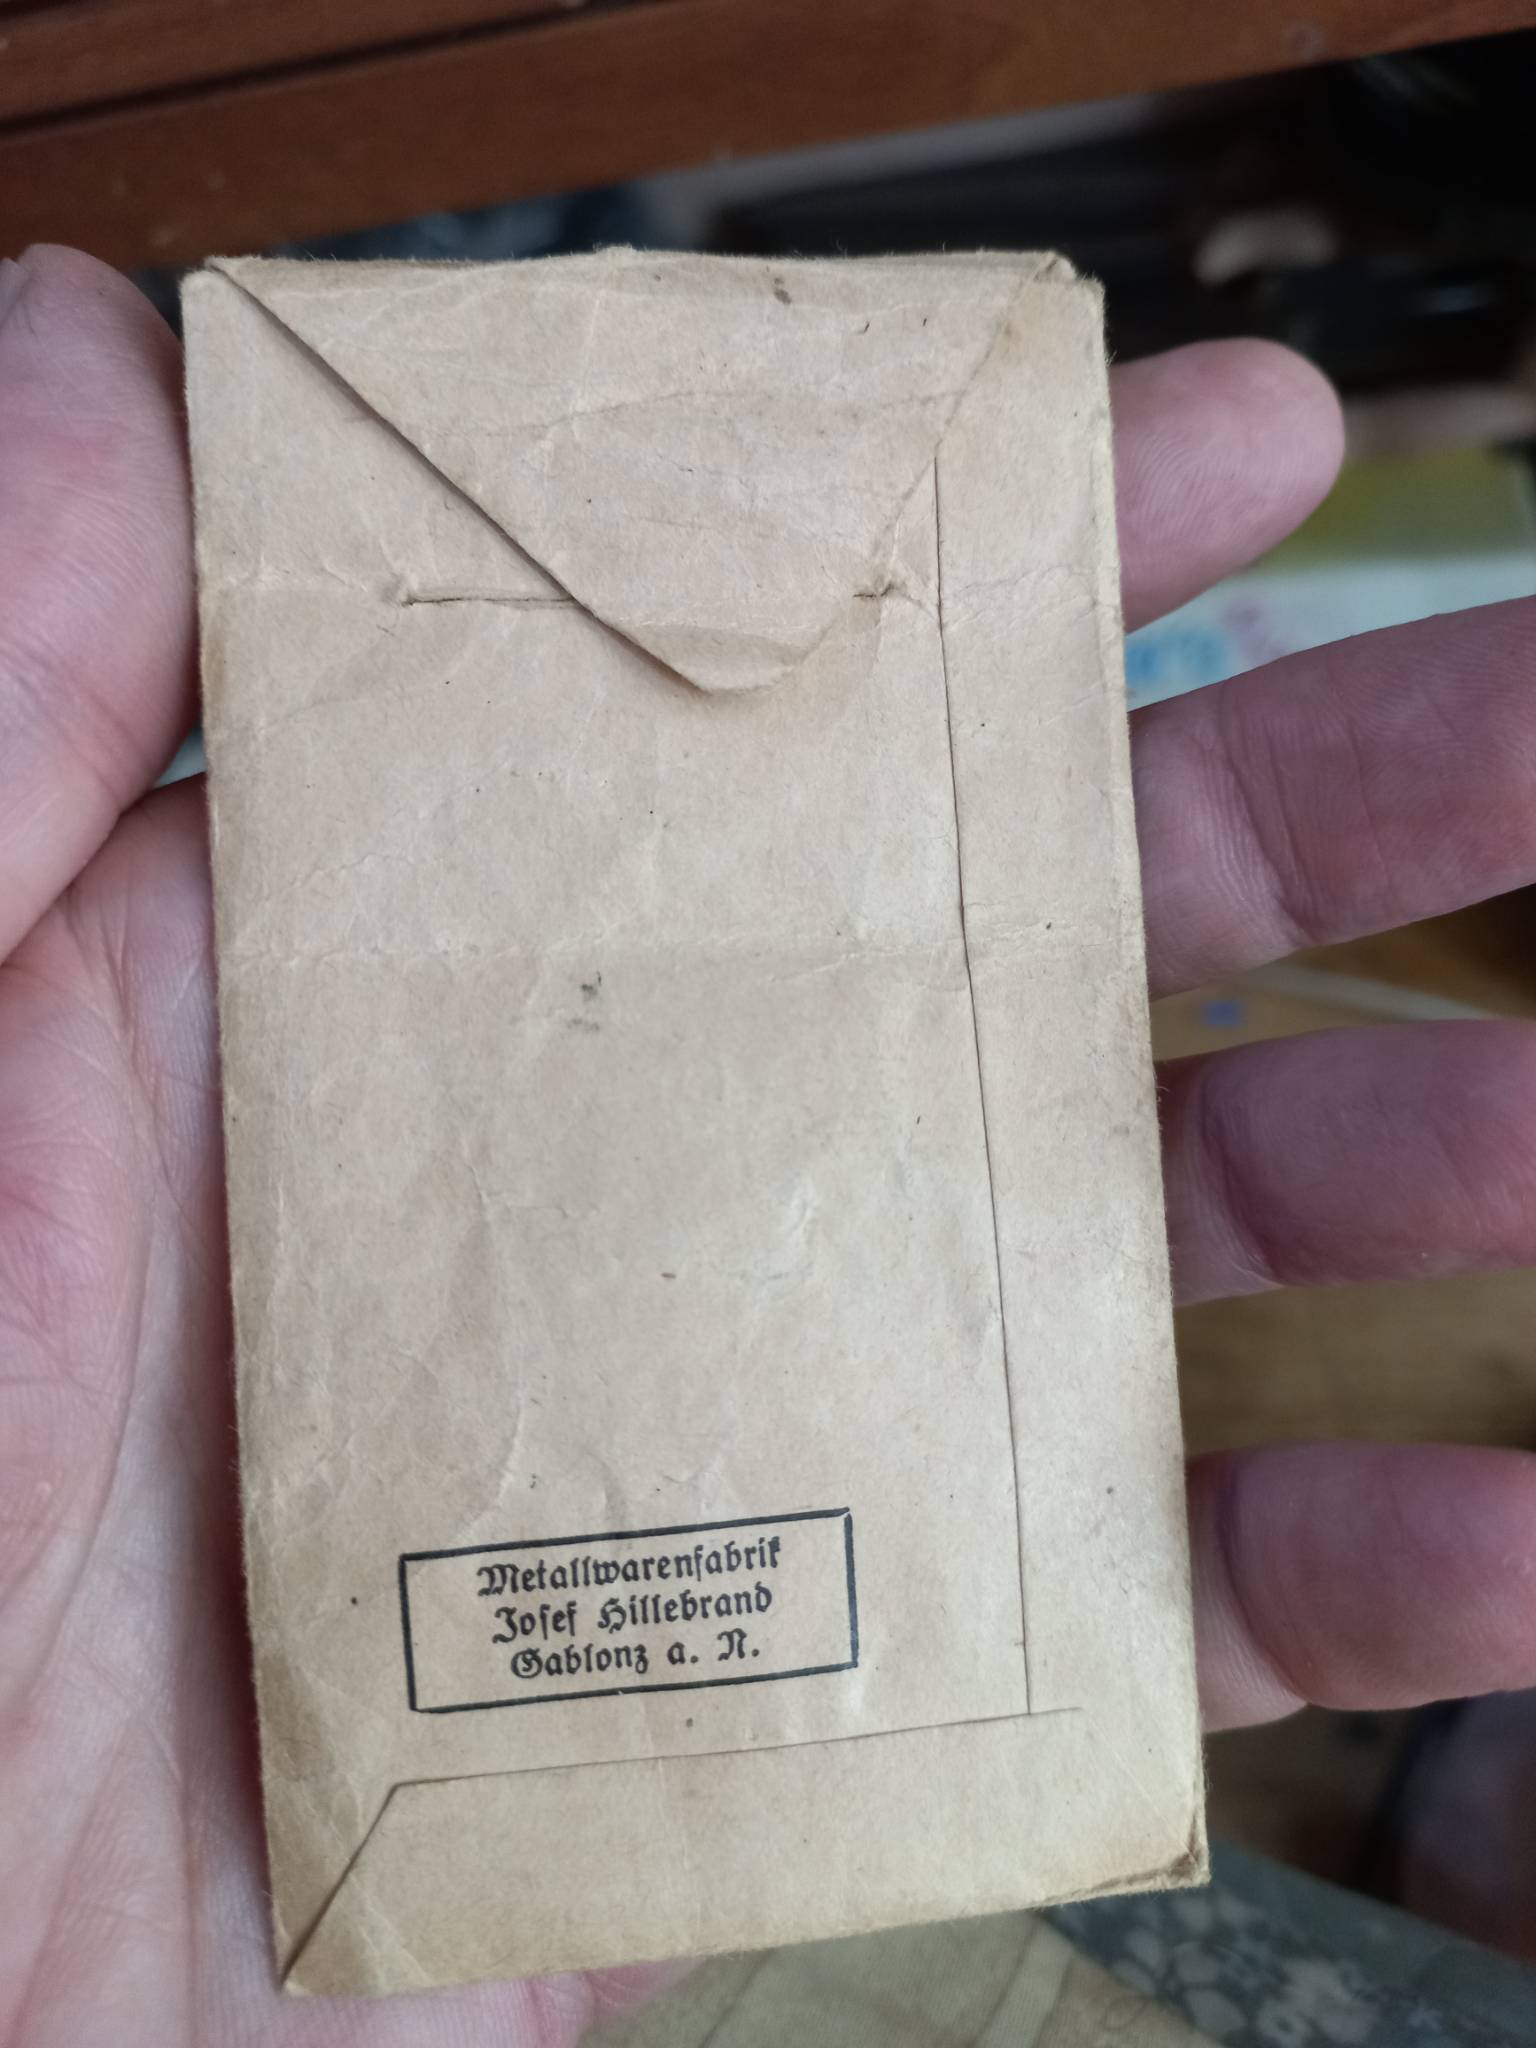 Metallwarenfabrik
Josef Hillebrand
Gablonz a. N.